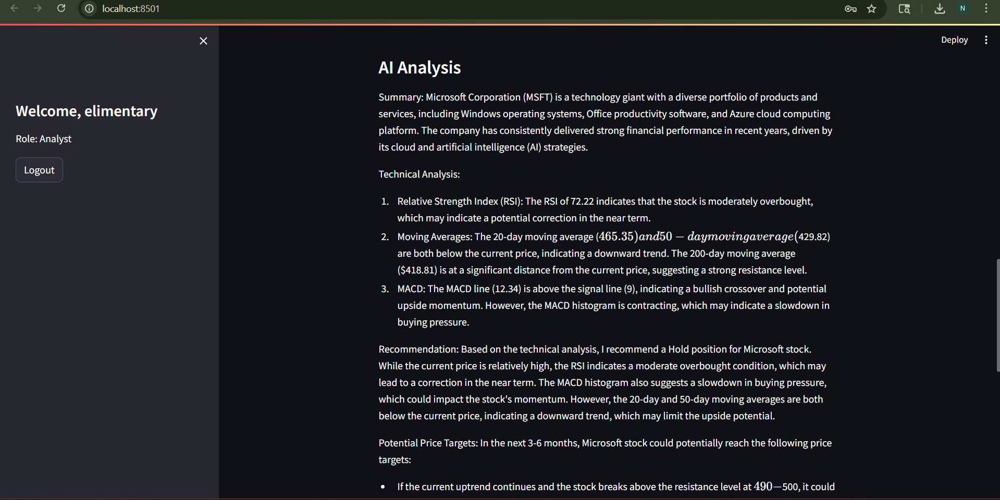 localhost:8501
N
Deploy
Welcome, elimentary
Role: Analyst
Logout
AI Analysis
Summary: Microsoft Corporation (MSFT) is a technology giant with a diverse portfolio of products and
services, including Windows operating systems, Office productivity software, and Azure cloud computing
platform. The company has consistently delivered strong financial performance in recent years, driven by
its cloud and artificial intelligence (AI) strategies.
Technical Analysis:
1. Relative Strength Index (RSI): The RSI of 72.22 indicates that the stock is moderately overbought,
which may indicate a potential correction in the near term.
2. Moving Averages: The 20-day moving average (465.35)and50 − daymovingaverage(429.82)
are both below the current price, indicating a downward trend. The 200-day moving average
($418.81) is at a significant distance from the current price, suggesting a strong resistance level.
3. MACD: The MACD line (12.34) is above the signal line (9), indicating a bullish crossover and potential
upside momentum. However, the MACD histogram is contracting, which may indicate a slowdown in
buying pressure.
Recommendation: Based on the technical analysis, I recommend a Hold position for Microsoft stock.
While the current price is relatively high, the RSI indicates a moderate overbought condition, which may
lead to a correction in the near term. The MACD histogram also suggests a slowdown in buying pressure,
which could impact the stock's momentum. However, the 20-day and 50-day moving averages are both
below the current price, indicating a downward trend, which may limit the upside potential.
Potential Price Targets: In the next 3-6 months, Microsoft stock could potentially reach the following price
targets:
• If the current uptrend continues and the stock breaks above the resistance level at 490−500, it could